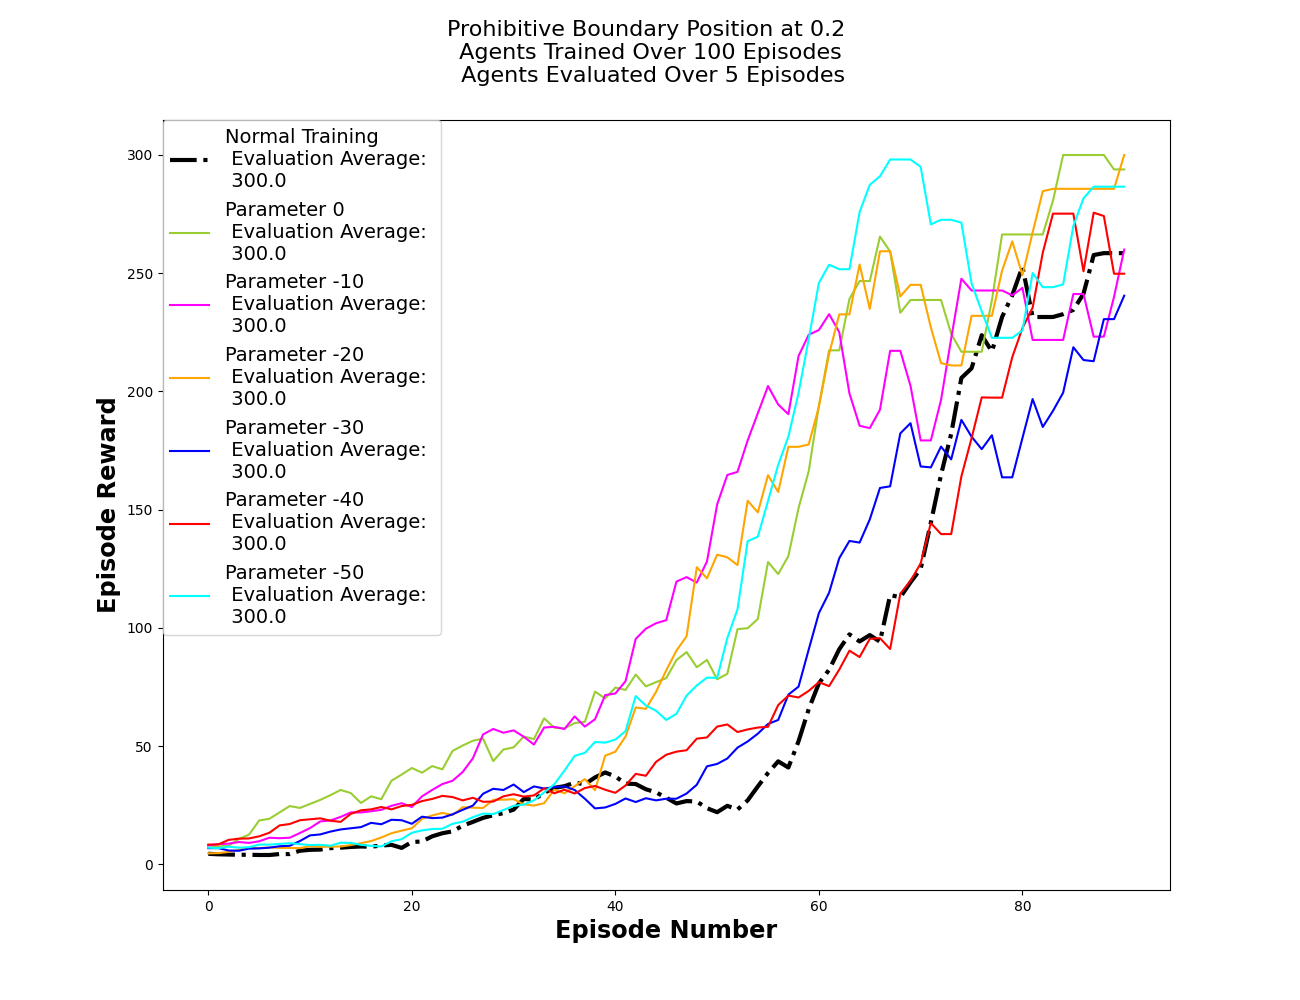 Prohibitive Boundary Position at 0.2
Agents Trained Over 100 Episodes
Agents Evaluated Over 5 Episodes
Normal Training
Evaluation Average:
300.0
Parameter 0
Evaluation Average:
300.0
Parameter -10
Evaluation Average:
300.0
Parameter -20
Evaluation Average:
300.0
Parameter -30
Evaluation Average:
300.0
Parameter -40
Evaluation Average:
300.0
Parameter -50
Evaluation Average:
300.0
300
250
200
150
100
50
0
Episode Reward
0 20 40 60 80
Episode Number